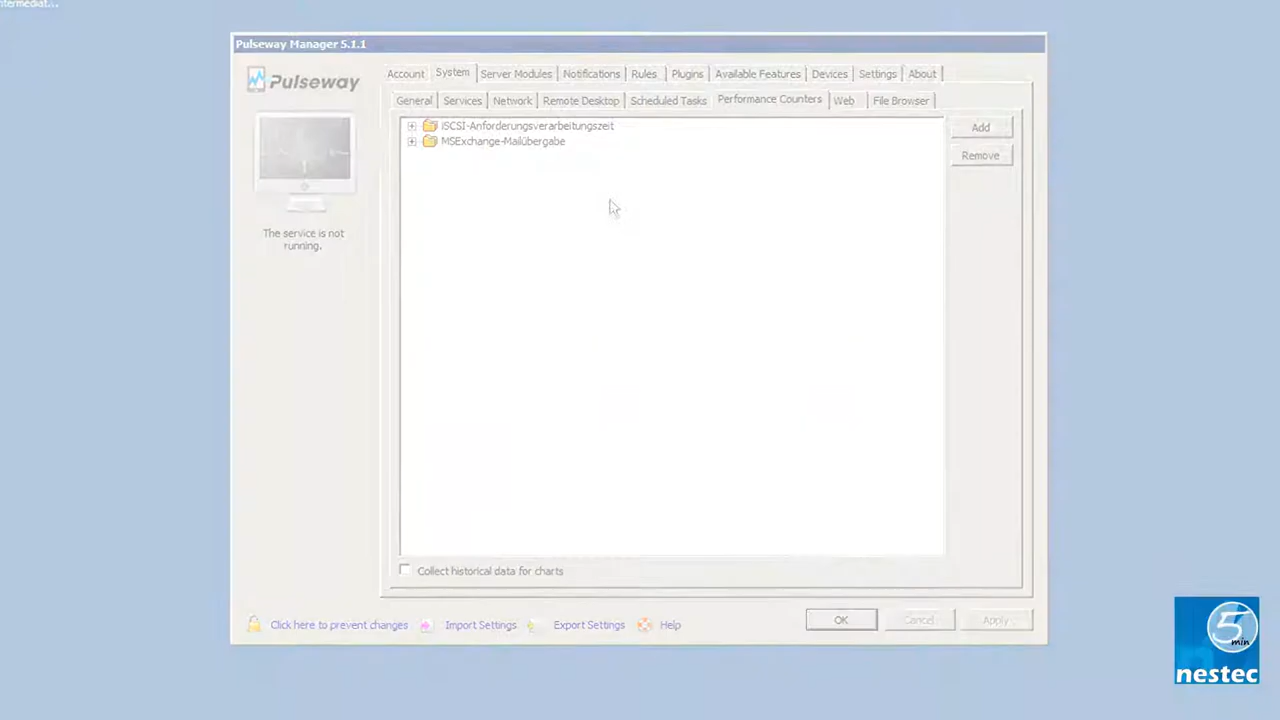 ntermediat...
Pulseway Manager 5.1.1
Pulseway
Account System Server Modules Notifications Rules Plugins Available Features Devices Settings About
General Services Network Remote Desktop Scheduled Tasks Performance Counters Web File Browser
iSCSI-Anforderungsverarbeitungszeit
MSExchange-Mailübergabe
Add
Remove
The service is not
running.
Collect historical data for charts
Click here to prevent changes Import Settings Export Settings Help
OK Cancel Apply
5
min
nestec